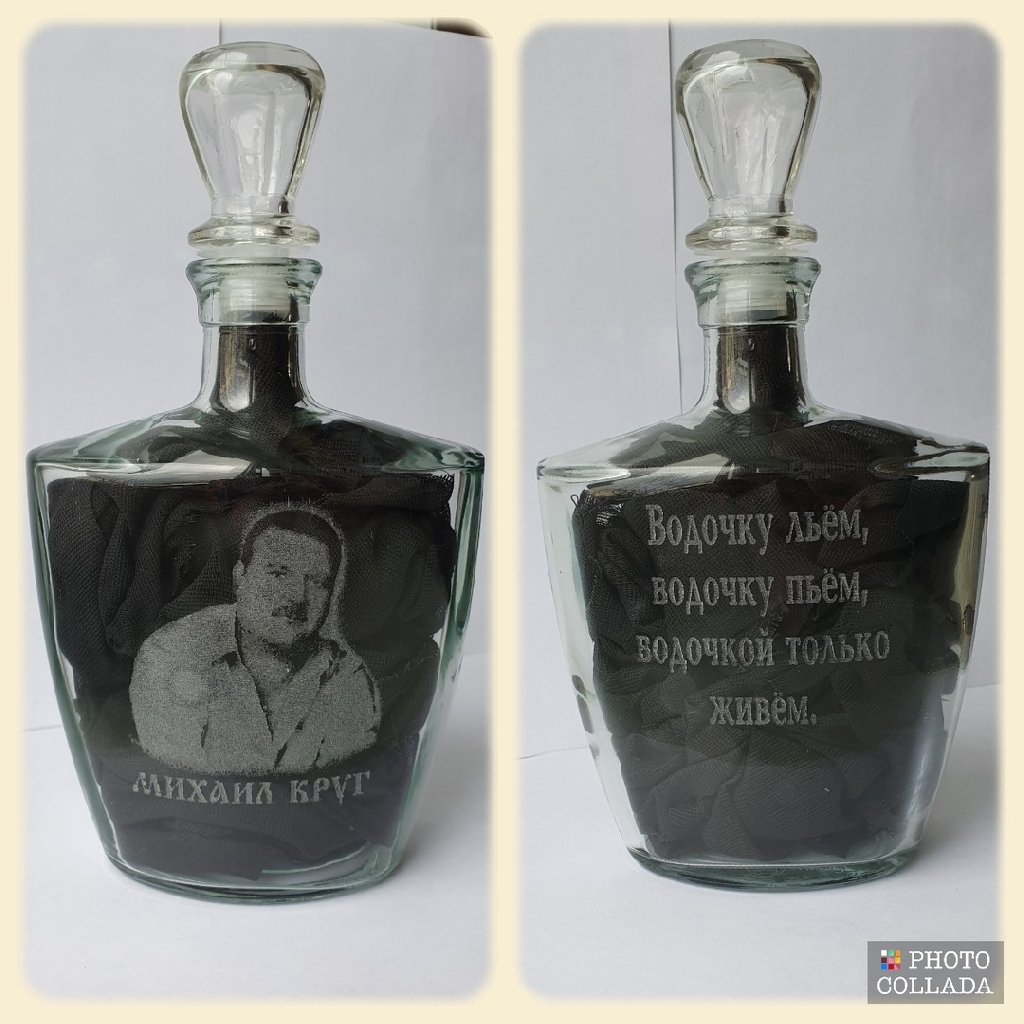 МИХАИЛ КРУГ
Водочку льём,
водочку пьём,
водочкой только
живём.
PHOTO
COLLADA